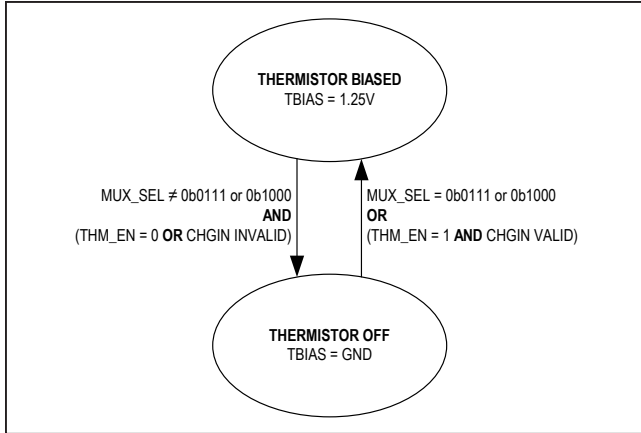 THERMISTOR BIASED
TBIAS = 1.25V
MUX_SEL ≠ 0b0111 or 0b1000
AND
(THM_EN = 0 OR CHGIN INVALID)
MUX_SEL = 0b0111 or 0b1000
OR
(THM_EN = 1 AND CHGIN VALID)
THERMISTOR OFF
TBIAS = GND